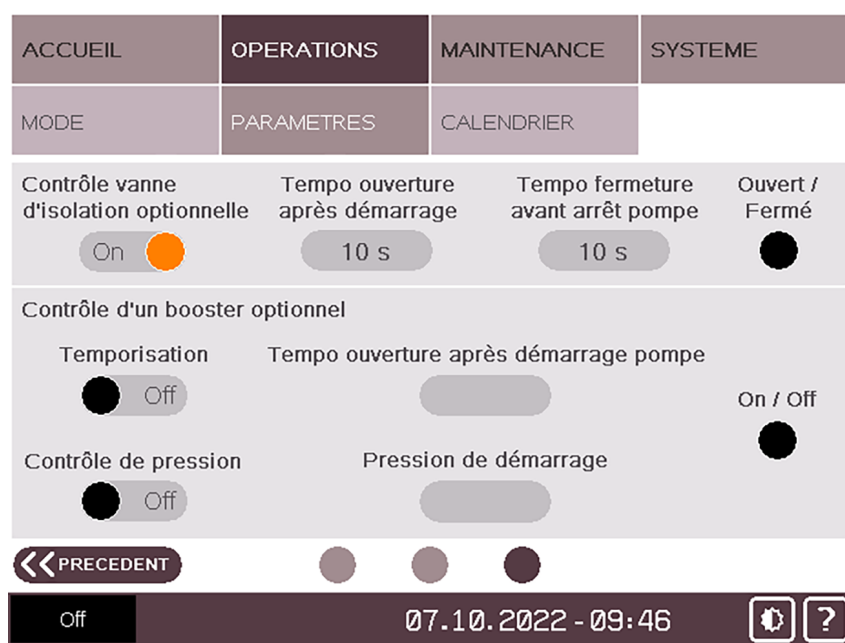 ACCUEIL OPERATIONS MAINTENANCE SYSTEME
MODE PARAMETRES CALENDRIER
Contrôle vanne
d'isolation optionnelle
On
Tempo ouverture
après démarrage
10 s
Tempo fermeture
avant arrêt pompe
10 s
Ouvert /
Fermé
Contrôle d'un booster optionnel
Temporisation
Off
Tempo ouverture après démarrage pompe
On / Off
Contrôle de pression
Off
Pression de démarrage
PRECEDENT
Off
07.10.2022-09:46
?